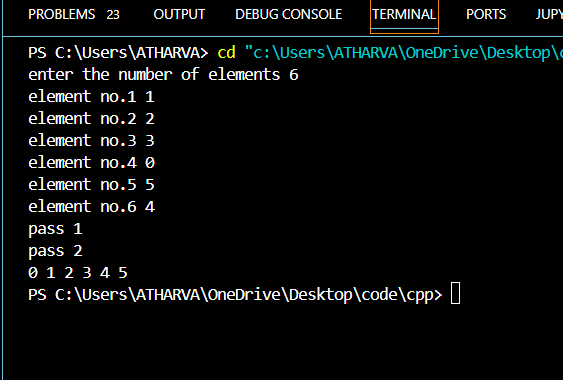 PROBLEMS 23 OUTPUT DEBUG CONSOLE TERMINAL PORTS JUPY
PS C:\Users\ATHARVA> cd "c:\Users\ATHARVA\OneDrive\Desktop\c
enter the number of elements 6
element no.1 1
element no.2 2
element no.3 3
element no.4 0
element no.5 5
element no.6 4
pass 1
pass 2
0 1 2 3 4 5
PS C:\Users\ATHARVA\OneDrive\Desktop\code\cpp>